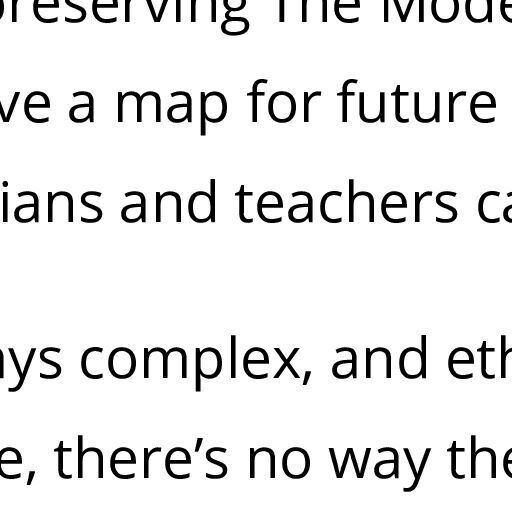 preserving The Mode
ve a map for future
ians and teachers ca
ays complex, and eth
e, there’s no way the